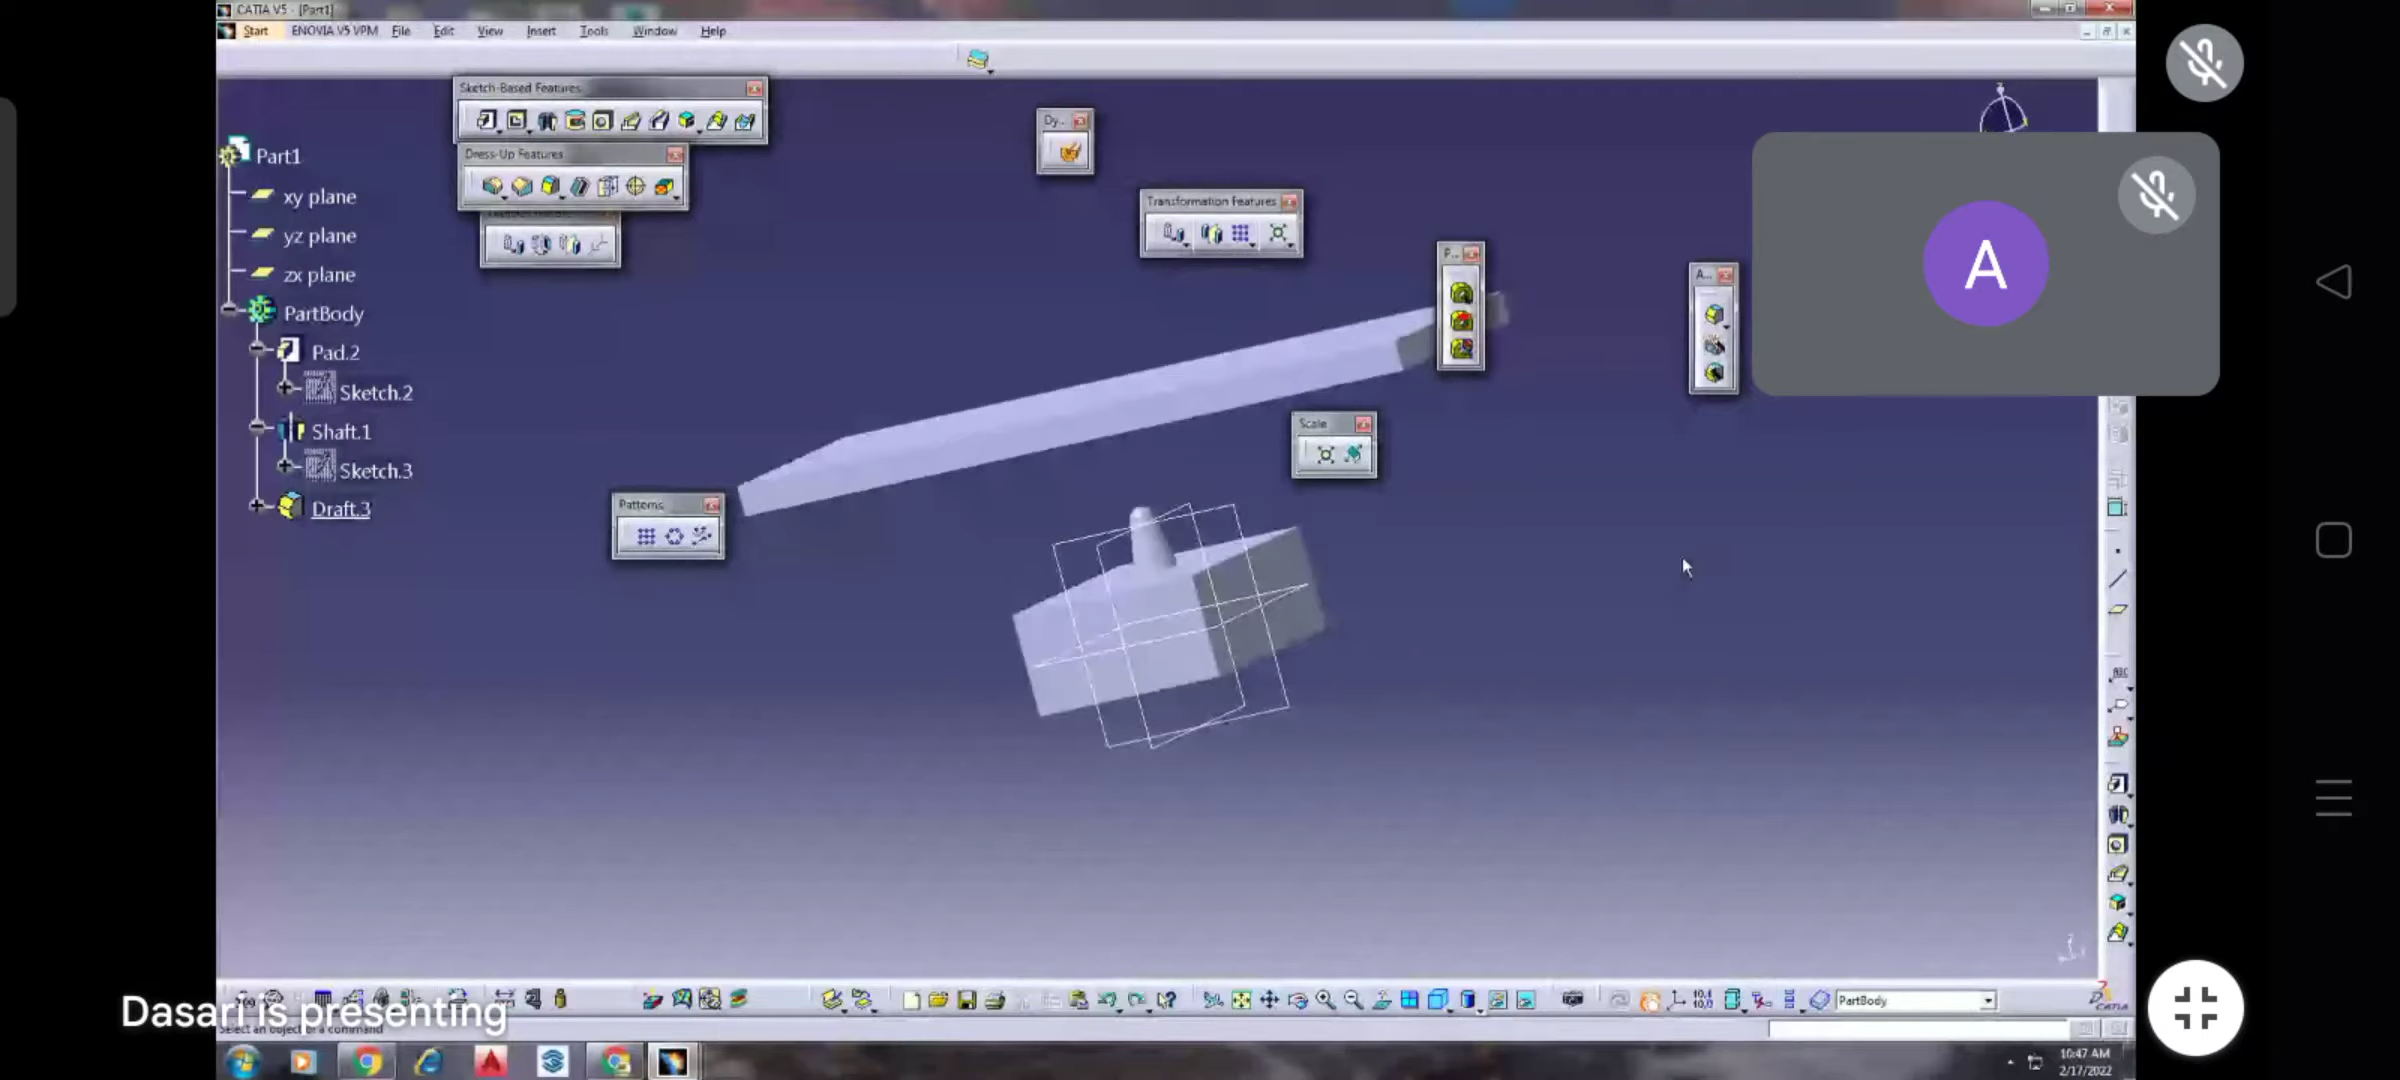 CATIA V5 - [Part1]
Start ENOVIA V5 VPM File Edit View Insert Tools Window Help
Sketch-Based Features
Dress-Up Features
Dy...
Transformation Features
P...
A...
A
Part1
xy plane
yz plane
zx plane
PartBody
Pad.2
Sketch.2
Shaft.1
Sketch.3
Draft.3
Scale
Patterns
PartBody
Dasari is presenting
Select an object or a command
10:47 AM
2/17/2022